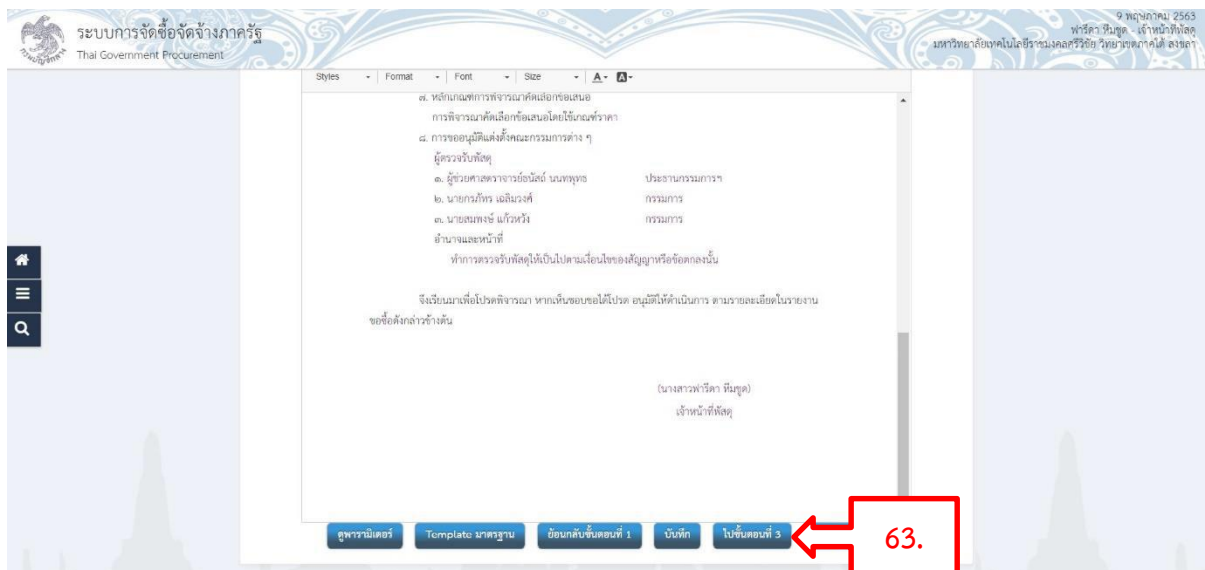 ระบบการจัดซื้อจัดจ้างภาครัฐ
Thai Government Procurement
9 พฤษภาคม 2563
ฟารีดา หีมชูด - เจ้าหน้าที่พัสดุ
มหาวิทยาลัยเทคโนโลยีราชมงคลศรีวิชัย วิทยาเขตภาคใต้ สงขลา
Styles Format Font Size A A
๗. หลักเกณฑ์การพิจารณาคัดเลือกข้อเสนอ
การพิจารณาคัดเลือกข้อเสนอโดยใช้เกณฑ์ราคา
๘. การขออนุมัติแต่งตั้งคณะกรรมการต่าง ๆ
ผู้ตรวจรับพัสดุ
๑. ผู้ช่วยศาสตราจารย์ธนัสถ์ นนทพุทธ ประธานกรรมการฯ
๒. นายกรภัทร เฉลิมวงศ์ กรรมการ
๓. นายสมพงษ์ แก้วหวัง กรรมการ
อำนาจและหน้าที่
ทำการตรวจรับพัสดุให้เป็นไปตามเงื่อนไขของสัญญาหรือข้อตกลงนั้น
จึงเรียนมาเพื่อโปรดพิจารณา หากเห็นชอบขอได้โปรด อนุมัติให้ดำเนินการ ตามรายละเอียดในรายงาน
ขอซื้อดังกล่าวข้างต้น
(นางสาวฟารีดา หีมชูด)
เจ้าหน้าที่พัสดุ
ดูพารามิเตอร์ Template มาตรฐาน ย้อนกลับขั้นตอนที่ 1 บันทึก ไปขั้นตอนที่ 3
63.